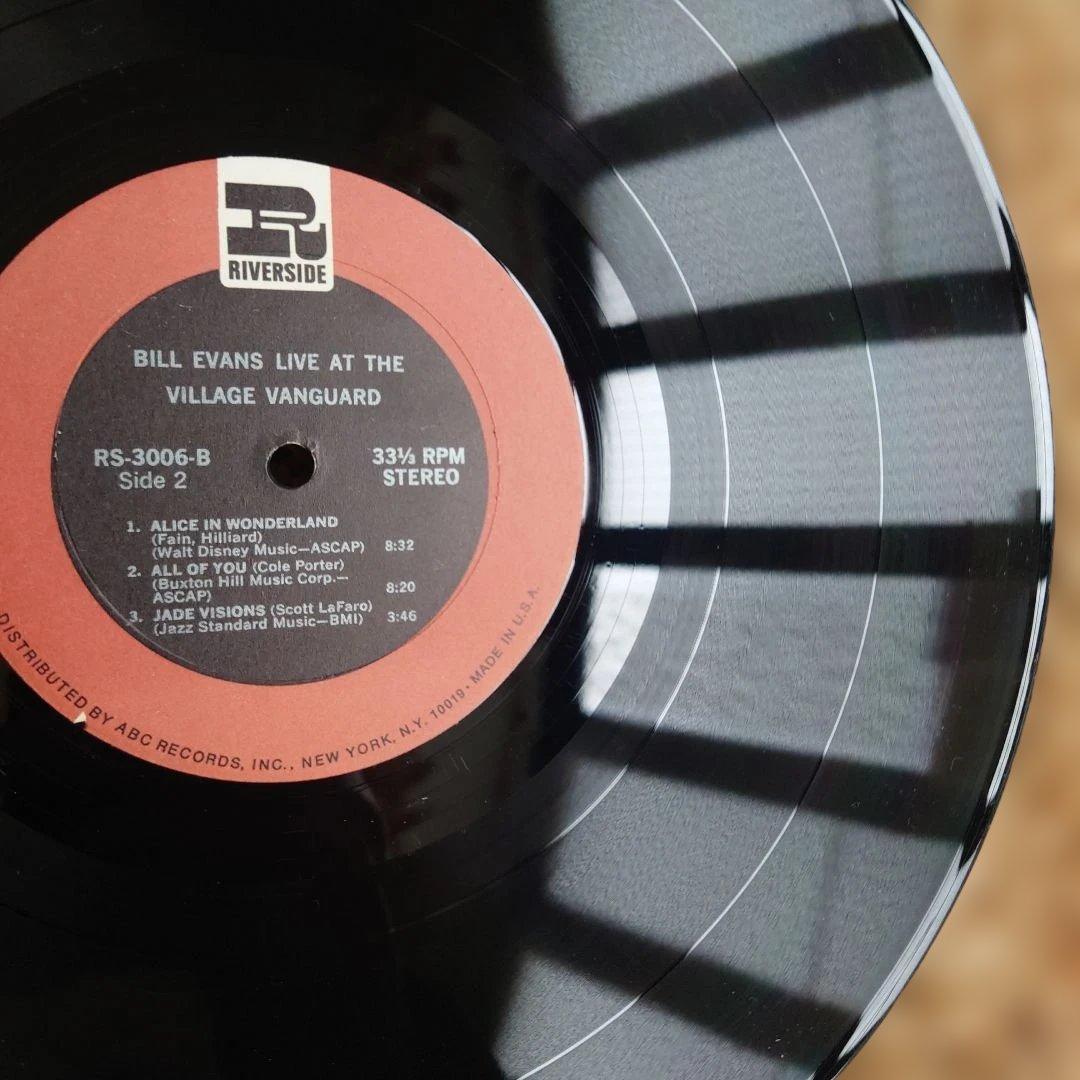 R
RIVERSIDE
BILL EVANS LIVE AT THE
VILLAGE VANGUARD
RS-3006-B
Side 2
33⅓ RPM
STEREO
1. ALICE IN WONDERLAND
(Fain, Hilliard)
(Walt Disney Music—ASCAP) 8:32
2. ALL OF YOU (Cole Porter)
(Buxton Hill Music Corp.—
ASCAP) 8:20
3. JADE VISIONS (Scott LaFaro)
(Jazz Standard Music—BMI) 3:46
DISTRIBUTED BY ABC RECORDS, INC., NEW YORK, N.Y. 10019 • MADE IN U.S.A.